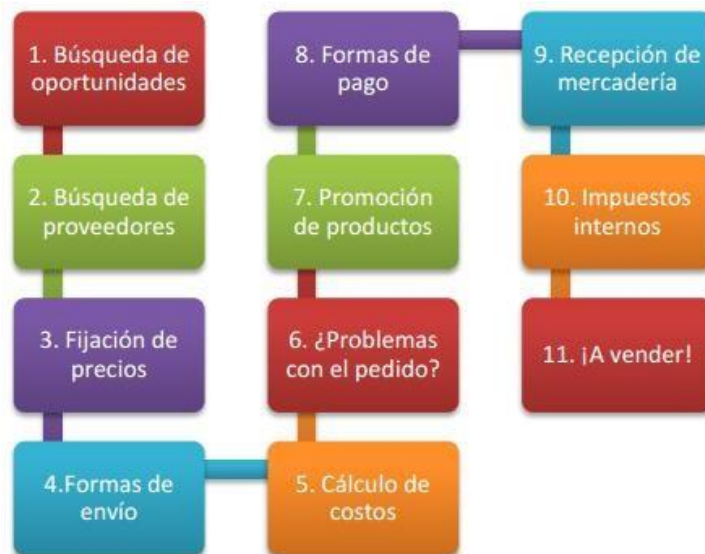 1. Búsqueda de
oportunidades
2. Búsqueda de
proveedores
3. Fijación de
precios
4.Formas de
envío
5. Cálculo de
costos
6. ¿Problemas
con el pedido?
7. Promoción
de productos
8. Formas de
pago
9. Recepción de
mercadería
10. Impuestos
internos
11. ¡A vender!